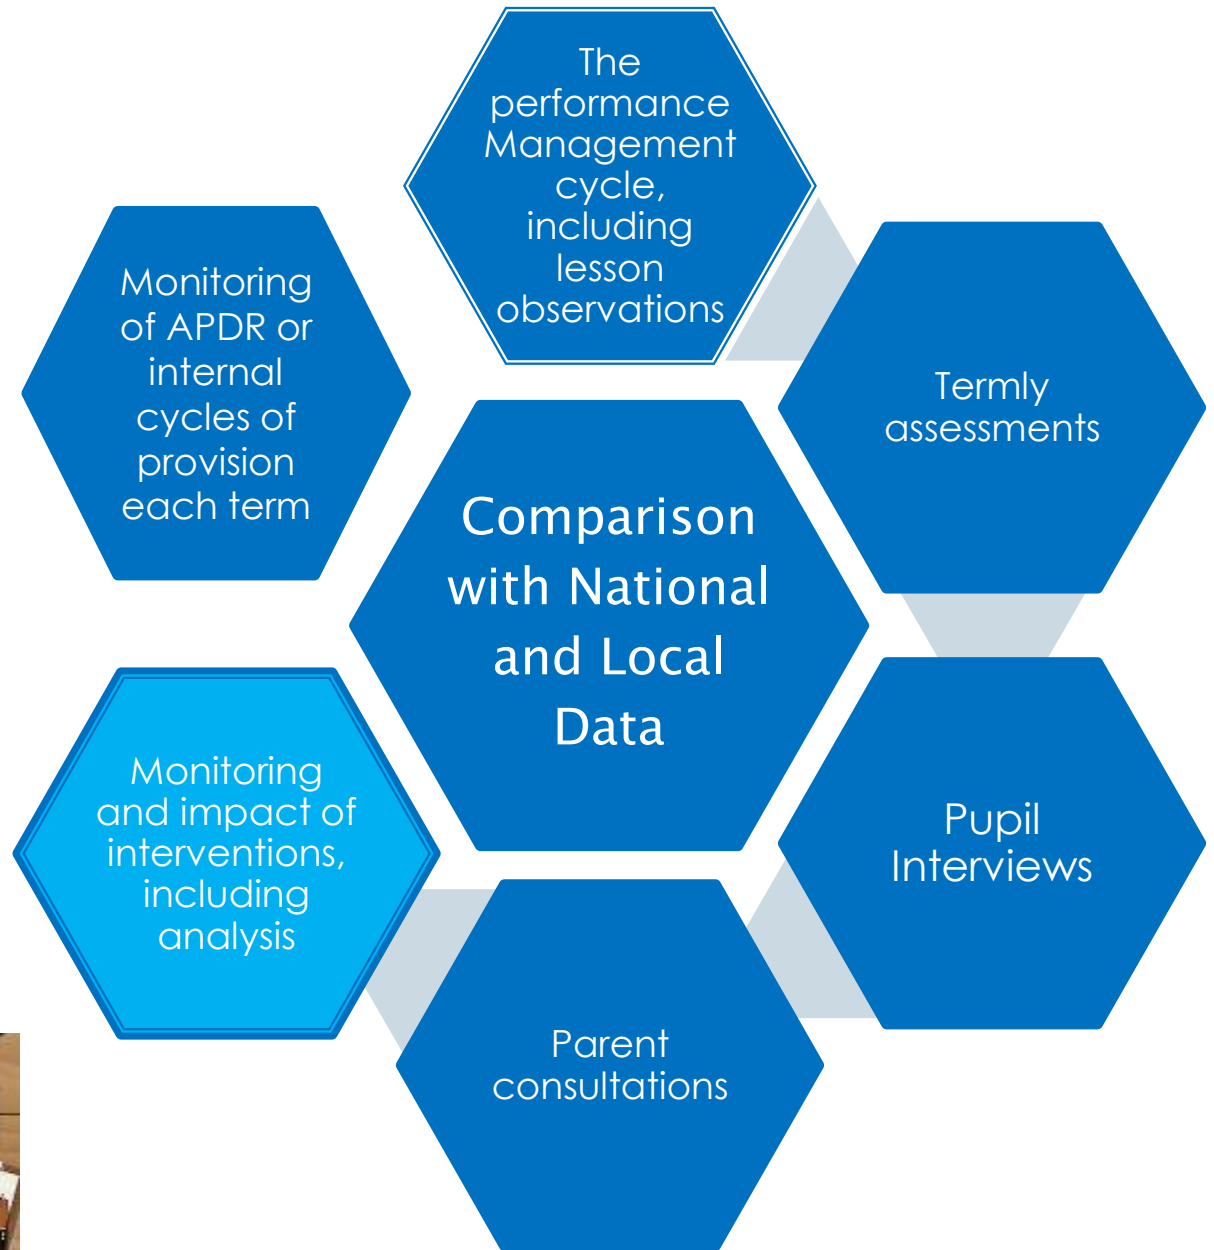 The
performance
Management
cycle,
including
lesson
observations
Monitoring
of APDR or
internal
cycles of
provision
each term
Termly
assessments
Comparison
with National
and Local
Data
Monitoring
and impact of
interventions,
including
analysis
Pupil
Interviews
Parent
consultations